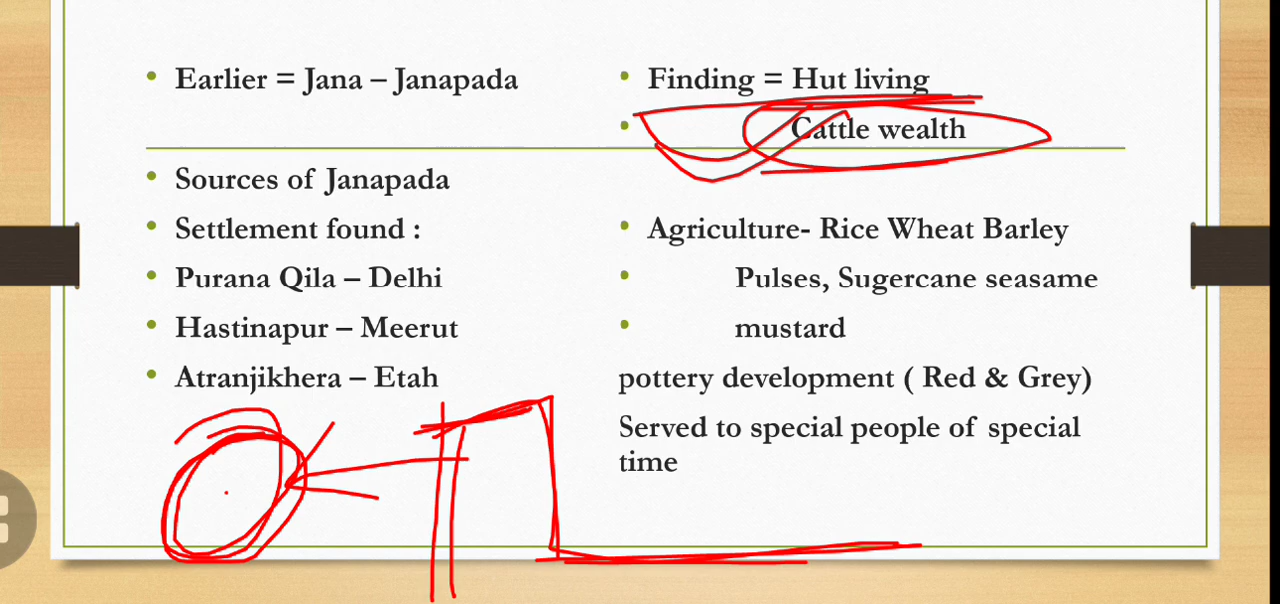 Earlier = Jana – Janapada
Sources of Janapada
Settlement found :
Purana Qila – Delhi
Hastinapur – Meerut
Atranjikhera – Etah
Finding = Hut living
Cattle wealth
Agriculture- Rice Wheat Barley
Pulses, Sugercane seasame
mustard
pottery development ( Red & Grey)
Served to special people of special
time